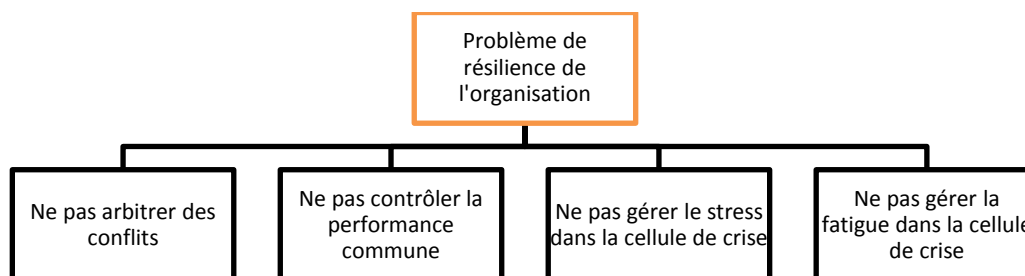 Problème de
résilience de
l'organisation
Ne pas arbitrer des
conflits
Ne pas contrôler la
performance
commune
Ne pas gérer le stress
dans la cellule de crise
Ne pas gérer la
fatigue dans la cellule
de crise